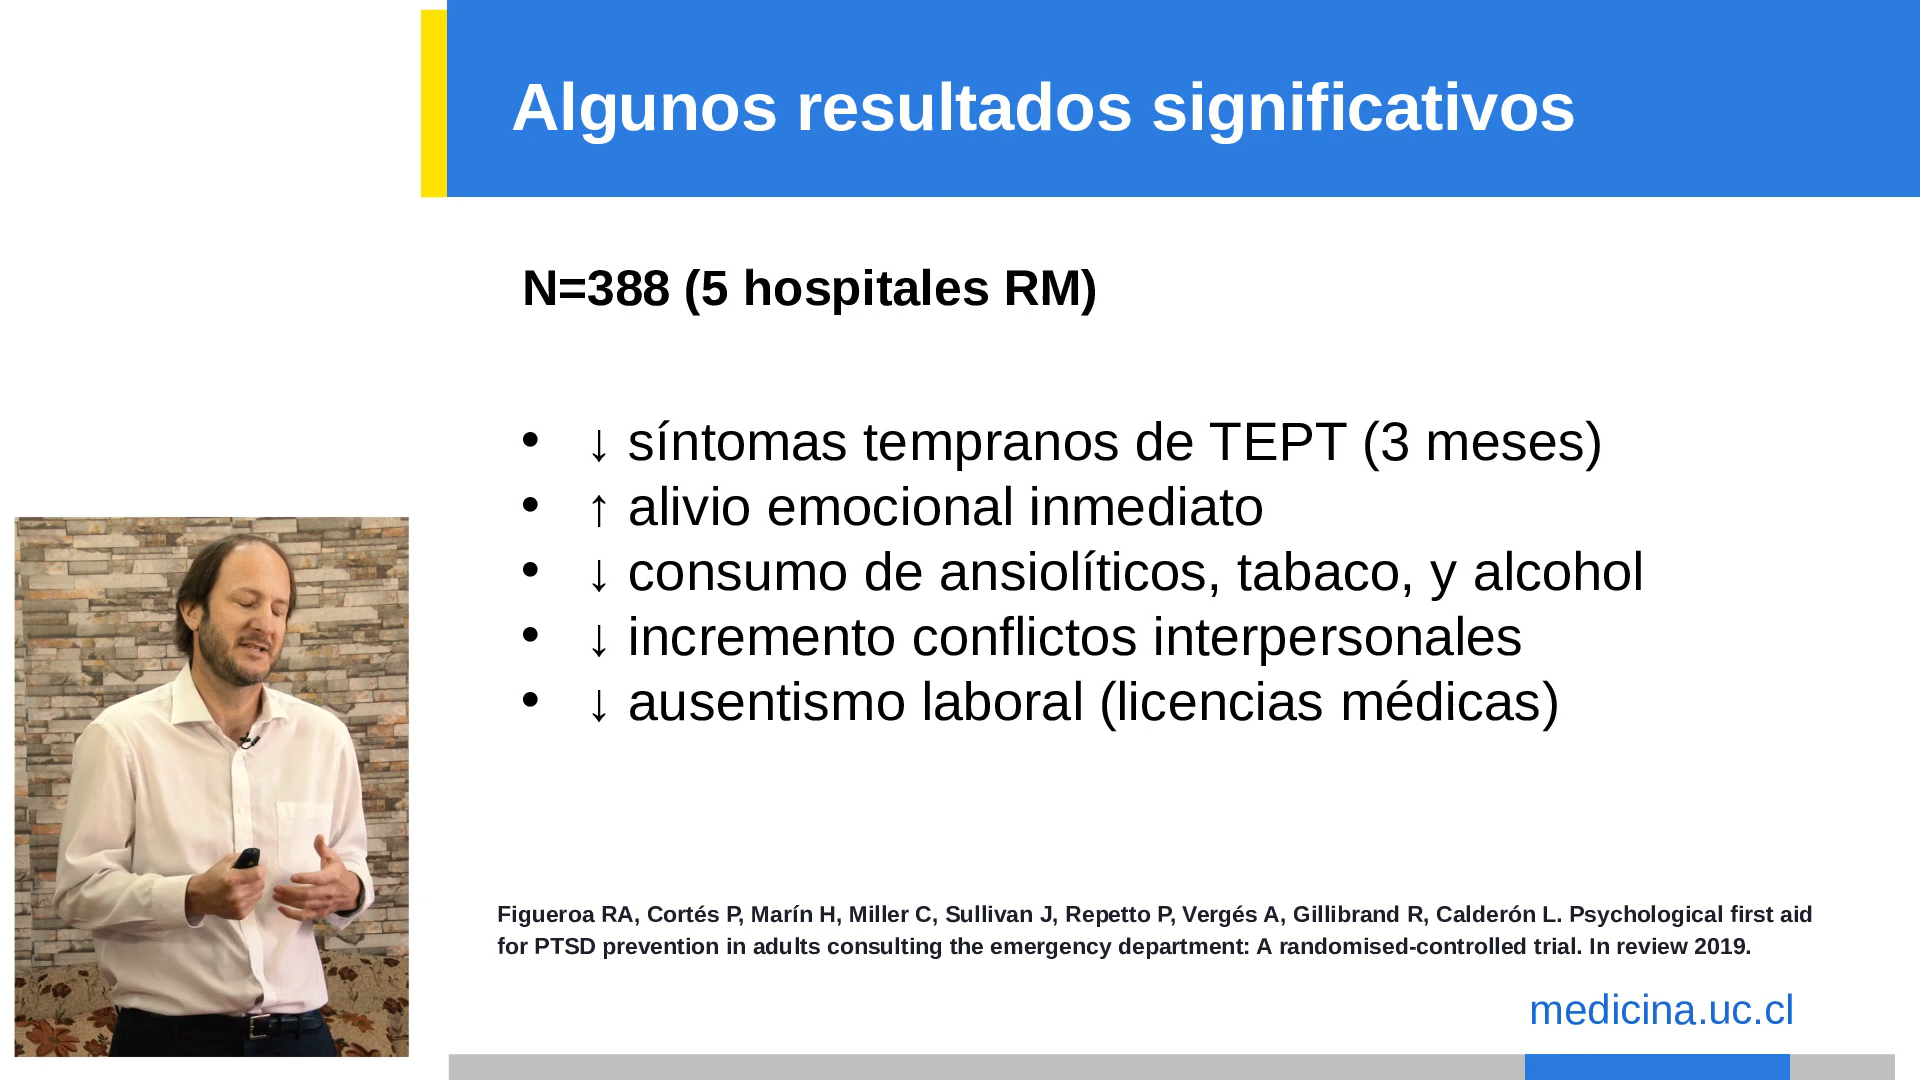 Algunos resultados significativos
N=388 (5 hospitales RM)
• ↓ síntomas tempranos de TEPT (3 meses)
• ↑ alivio emocional inmediato
• ↓ consumo de ansiolíticos, tabaco, y alcohol
• ↓ incremento conflictos interpersonales
• ↓ ausentismo laboral (licencias médicas)
Figueroa RA, Cortés P, Marín H, Miller C, Sullivan J, Repetto P, Vergés A, Gillibrand R, Calderón L. Psychological first aid
for PTSD prevention in adults consulting the emergency department: A randomised-controlled trial. In review 2019.
medicina.uc.cl